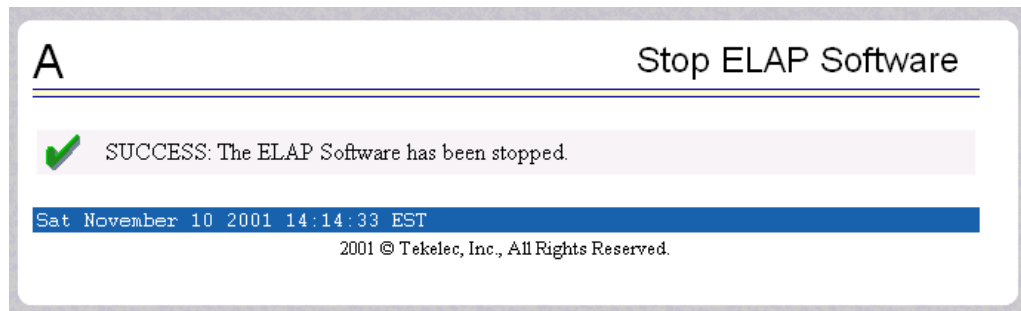 A
Stop ELAP Software
SUCCESS: The ELAP Software has been stopped.
Sat November 10 2001 14:14:33 EST
2001 © Tekelec, Inc., All Rights Reserved.